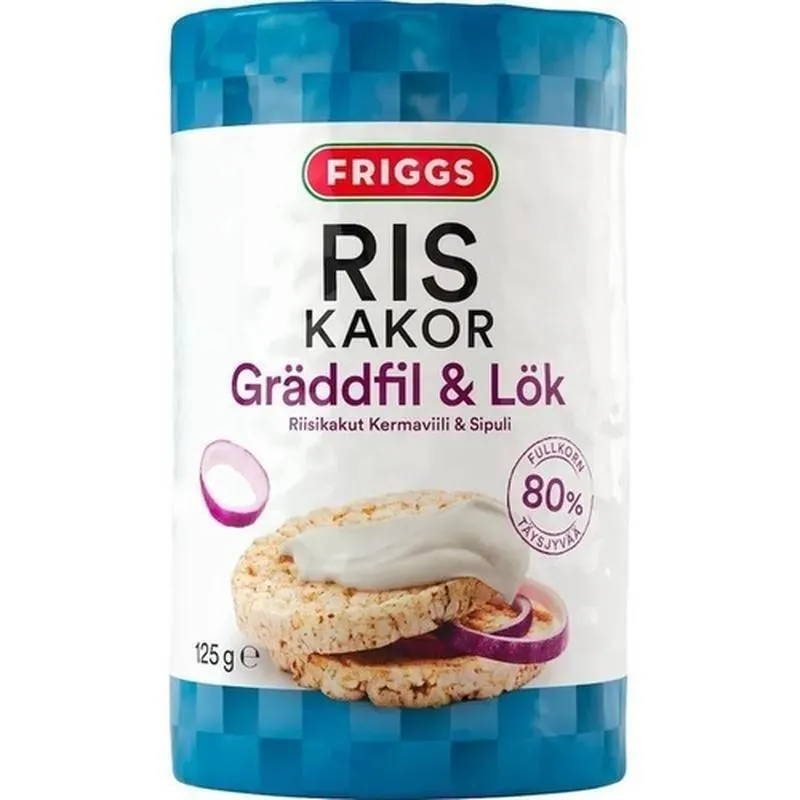 FRIGGS
RIS
KAKOR
Gräddfil & Lök
Riisikakut Kermaviili & Sipuli
FULLKORN
80%
TÄYSJYVÄÄ
125 g ℮